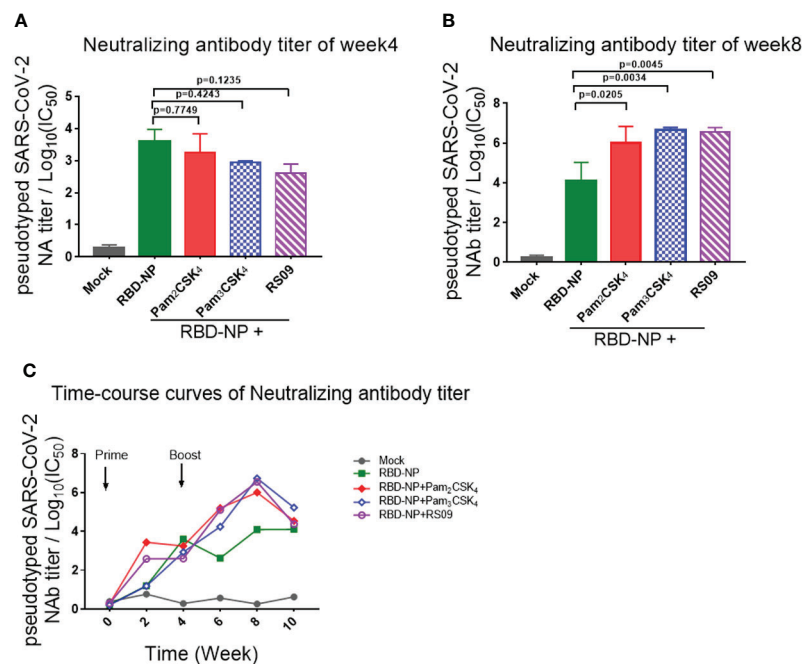 A
Neutralizing antibody titer of week4
pseudotyped SARS-CoV-2
NA titer / Log10(IC50)
5
4
3
2
1
0
p=0.1235
p=0.4243
p=0.7749
Mock
RBD-NP
Pam2CSK4
Pam3CSK4
RS09
RBD-NP +
B
Neutralizing antibody titer of week8
pseudotyped SARS-CoV-2
NAb titer / Log10(IC50)
8
6
4
2
0
p=0.0045
p=0.0034
p=0.0205
Mock
RBD-NP
Pam2CSK4
Pam3CSK4
RS09
RBD-NP +
C
Time-course curves of Neutralizing antibody titer
pseudotyped SARS-CoV-2
NAb titer / Log10(IC50)
8
6
4
2
0
Prime
Boost
0
2
4
6
8
10
Time (Week)
Mock
RBD-NP
RBD-NP+Pam2CSK4
RBD-NP+Pam3CSK4
RBD-NP+RS09